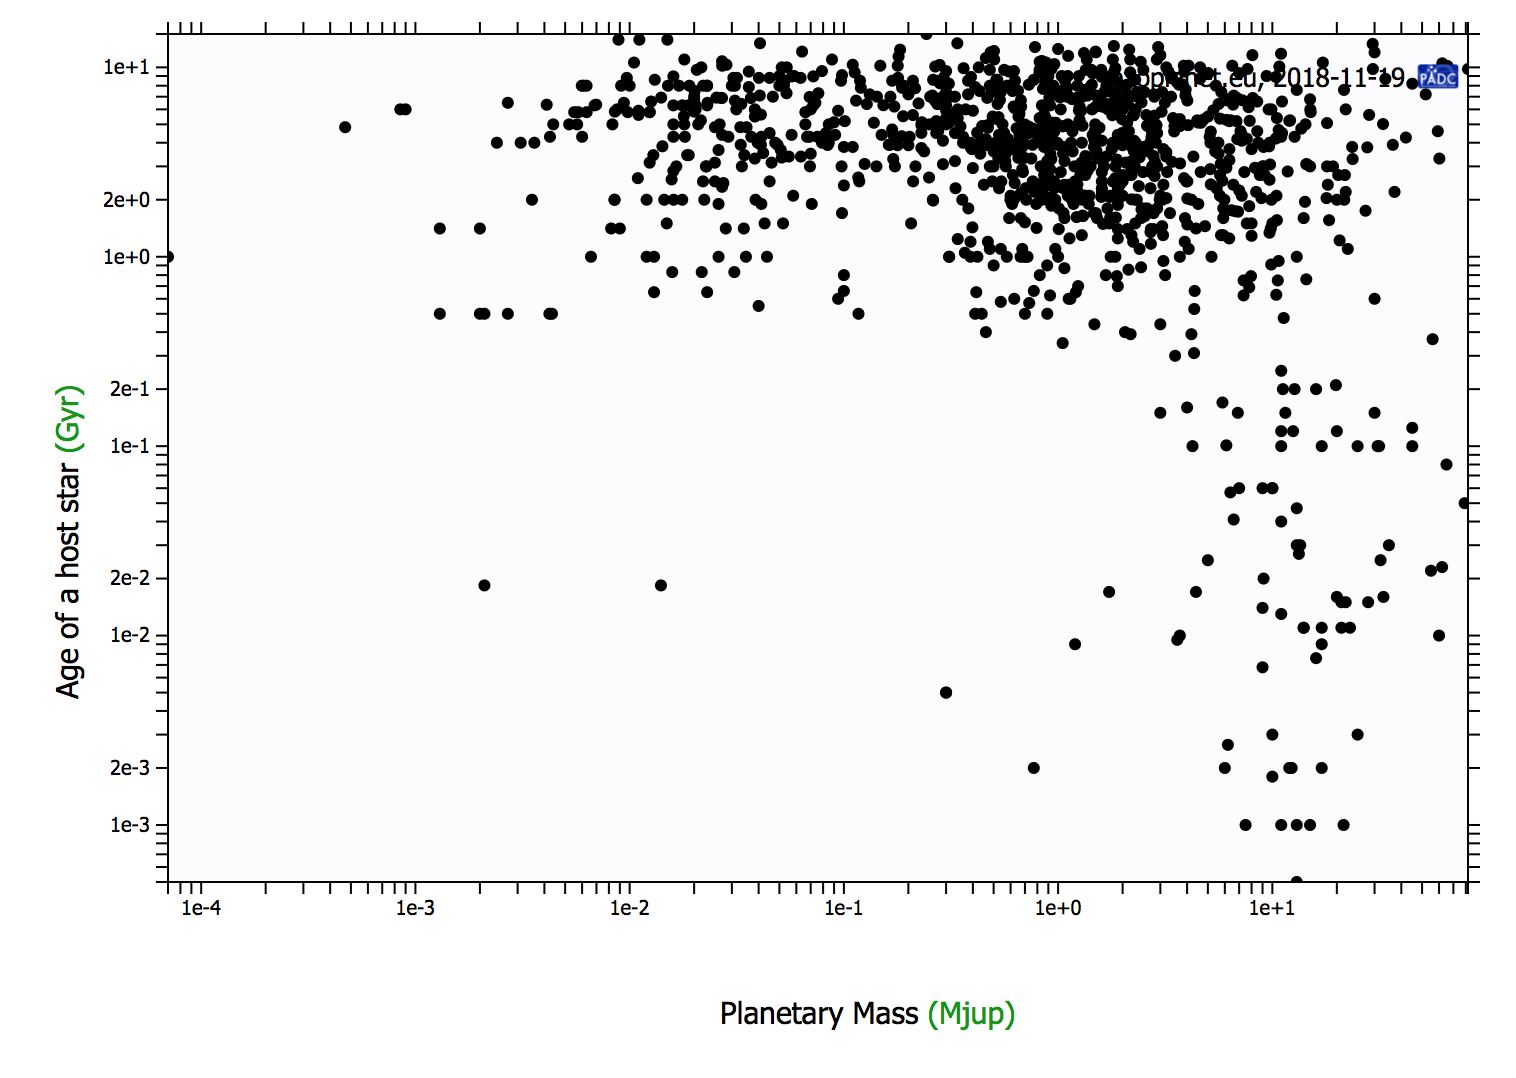 1e+1
2e+0
1e+0
2e-1
1e-1
2e-2
1e-2
2e-3
1e-3
2018-11-19
PADC
Age of a host star (Gyr)
1e-4 1e-3 1e-2 1e-1 1e+0 1e+1
Planetary Mass (Mjup)